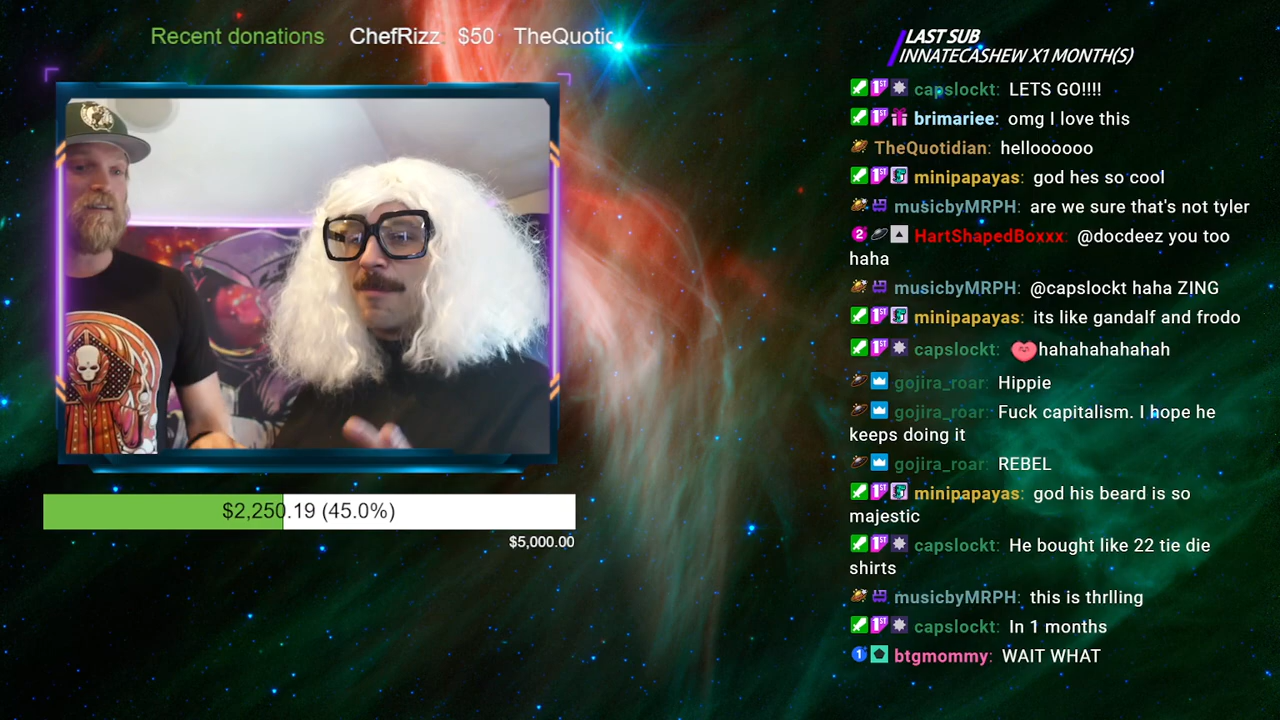 Recent donations ChefRizz $50 TheQuotic
LAST SUB
INNATECASHEW X1 MONTH(S)
capslockt: LETS GO!!!!
brimariee: omg I love this
TheQuotidian: helloooooo
minipapayas: god hes so cool
musicbyMRPH: are we sure that's not tyler
HartShapedBoxxx: @docdeez you too
haha
musicbyMRPH: @capslockt haha ZING
minipapayas: its like gandalf and frodo
capslockt: hahahahahahah
gojira_roar: Hippie
gojira_roar: Fuck capitalism. I hope he
keeps doing it
gojira_roar: REBEL
minipapayas: god his beard is so
majestic
capslockt: He bought like 22 tie die
shirts
musicbyMRPH: this is thrlling
capslockt: In 1 months
btgmommy: WAIT WHAT
$2,250.19 (45.0%)
$5,000.00